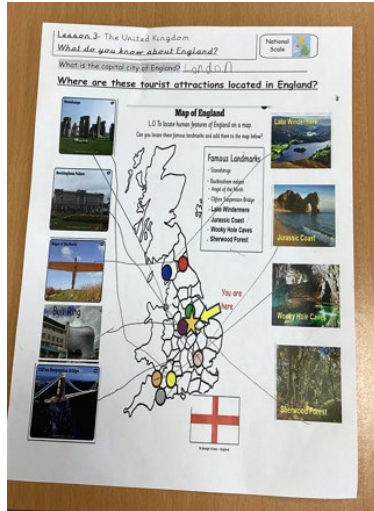 Lesson 3- The United Kingdom
What do you know about England?
National
Scale
What is the capital city of England? London
Where are these tourist attractions located in England?
Stonehenge
Buckingham Palace
Angel of the North
Bull Ring
Clifton Suspension Bridge
Map of England
L.O To locate human features of England on a map.
Can you locate these famous landmarks and add them to the map below?
Famous Landmarks
- Stonehenge
- Buckingham palace
- Angel of the North
- Clifton Suspension Bridge
- Lake Windermere
- Jurassic Coast
- Wooky Hole Caves
- Sherwood Forest
You are
here
Lake Windermere
Jurassic Coast
Wooky Hole Caves
Sherwood Forest